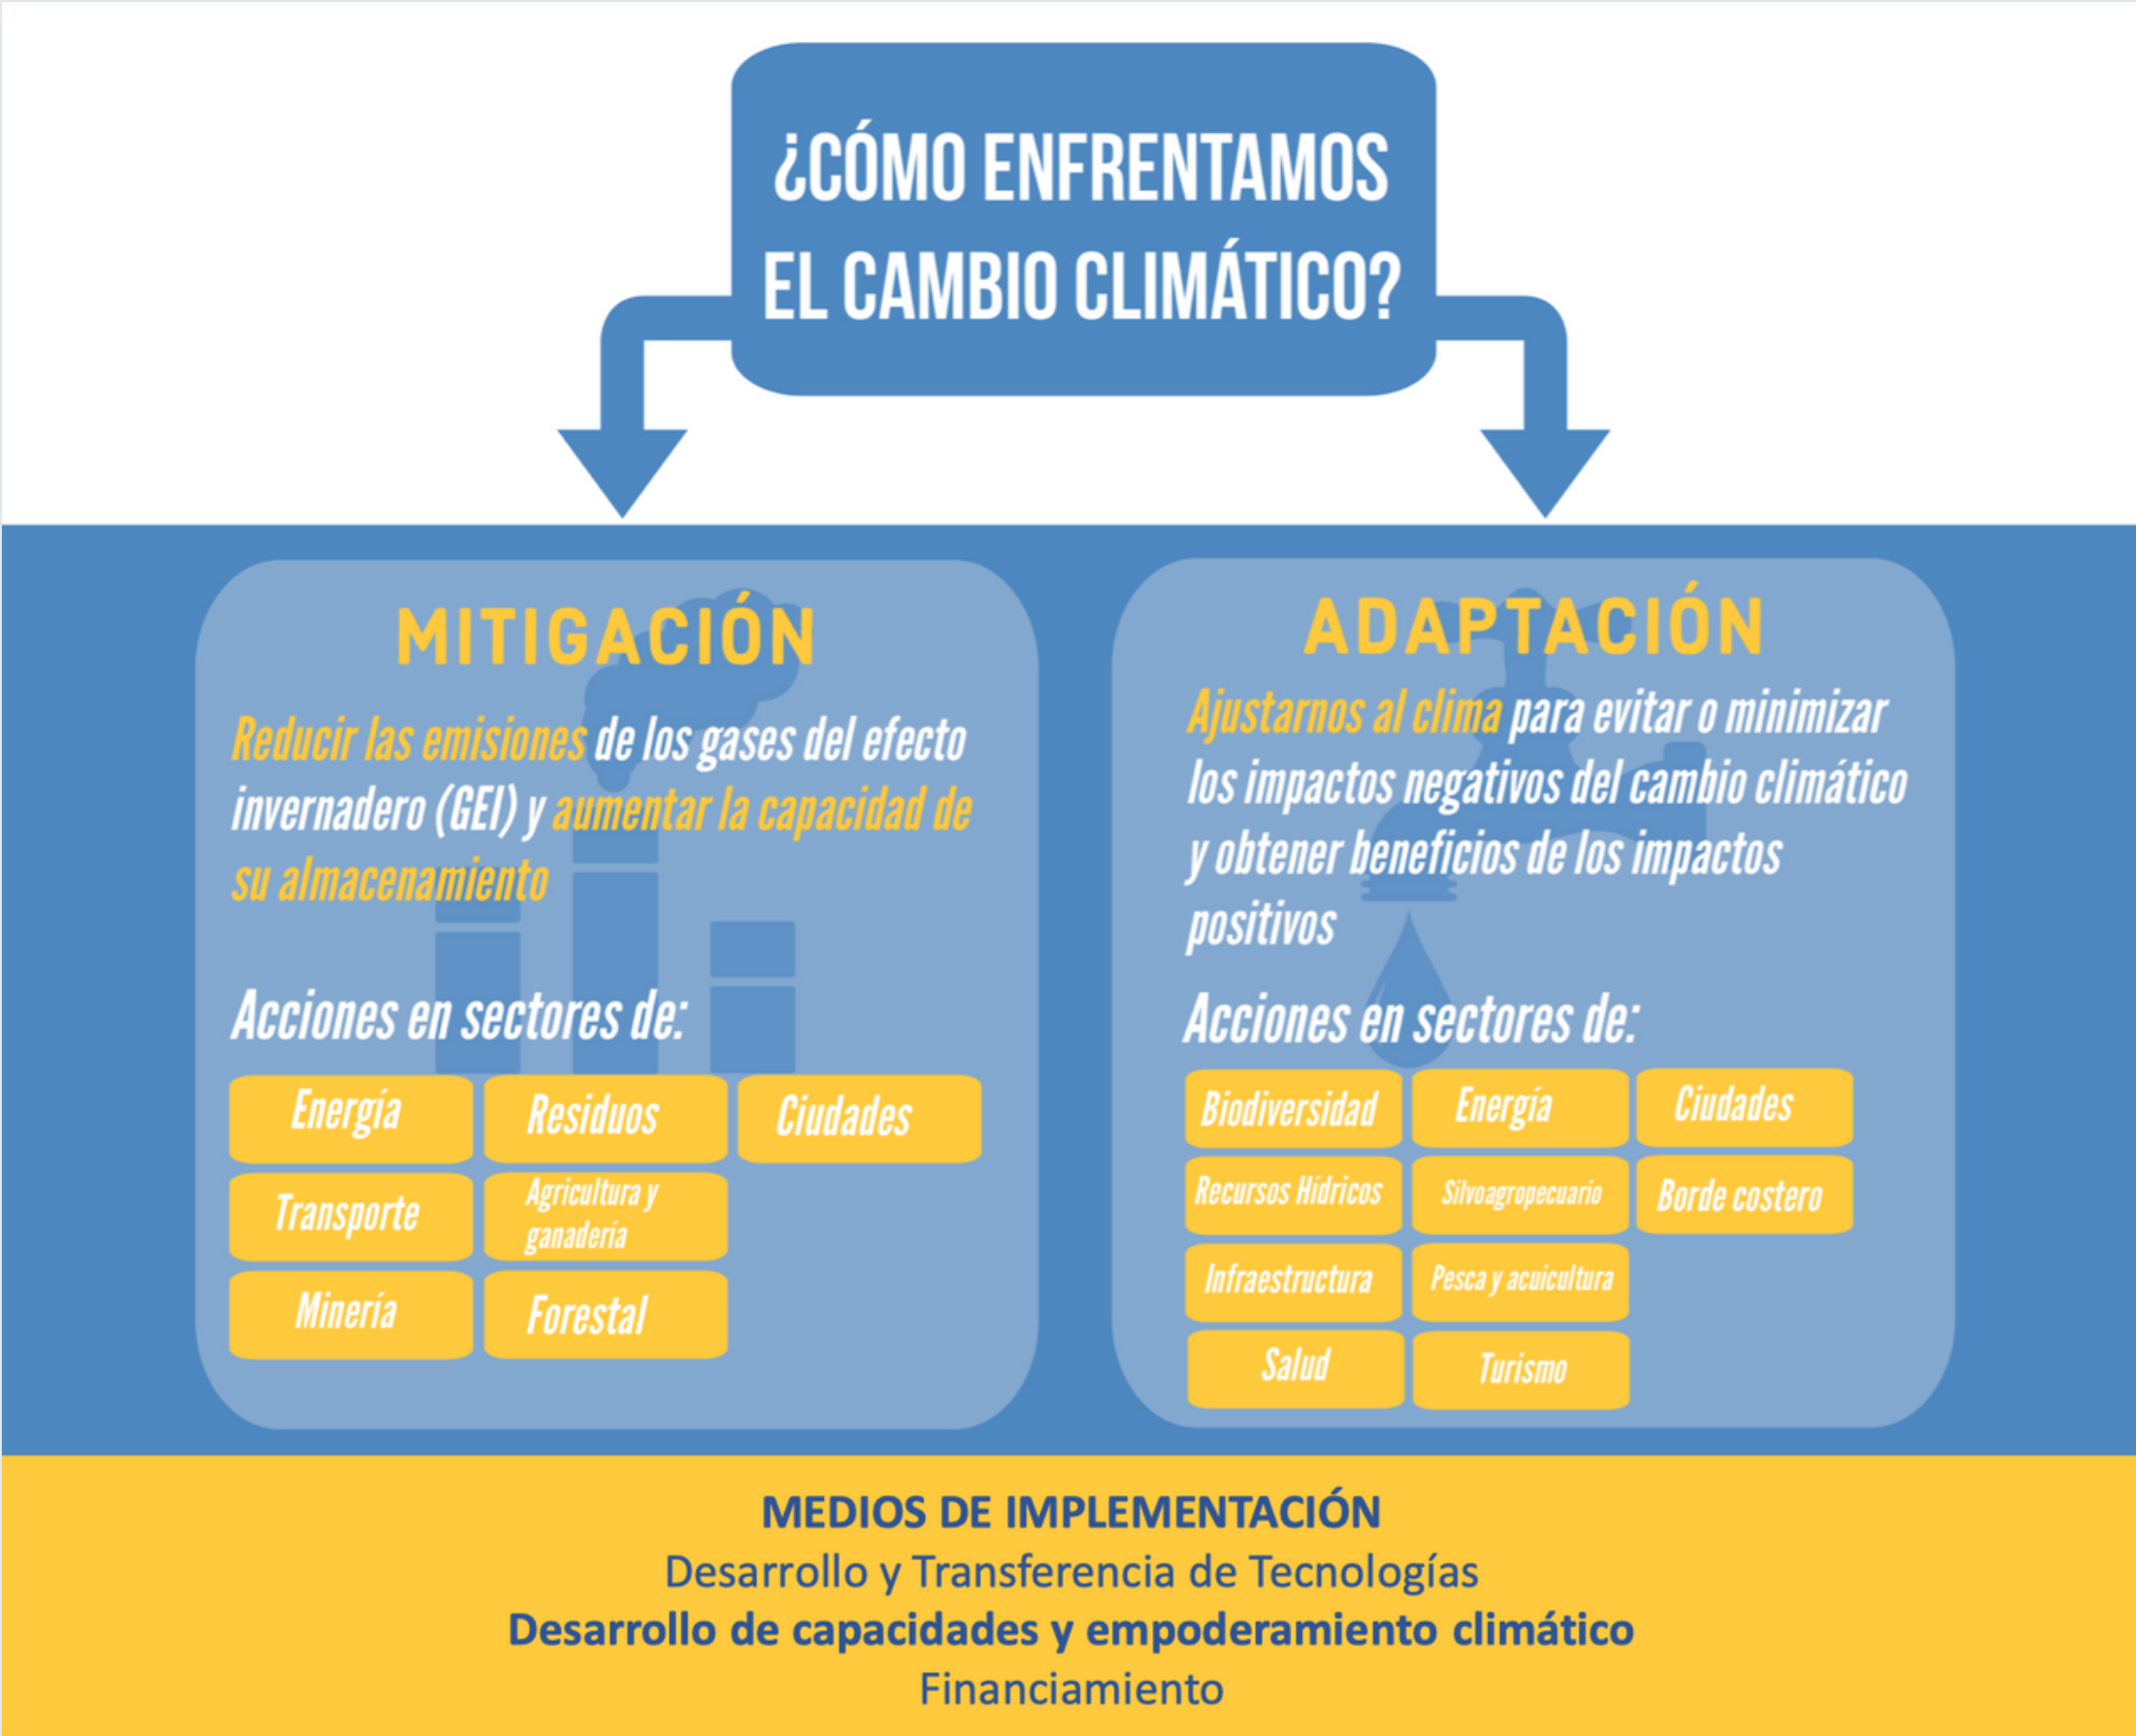 ¿CÓMO ENFRENTAMOS
EL CAMBIO CLIMÁTICO?
MITIGACIÓN
Reducir las emisiones de los gases del efecto
invernadero (GEI) y aumentar la capacidad de
su almacenamiento
Acciones en sectores de:
Energía
Residuos
Ciudades
Transporte
Agricultura y
ganadería
Minería
Forestal
ADAPTACIÓN
Ajustarnos al clima para evitar o minimizar
los impactos negativos del cambio climático
y obtener beneficios de los impactos
positivos
Acciones en sectores de:
Biodiversidad
Energía
Ciudades
Recursos Hídricos
Silvoagropecuario
Borde costero
Infraestructura
Pesca y acuicultura
Salud
Turismo
MEDIOS DE IMPLEMENTACIÓN
Desarrollo y Transferencia de Tecnologías
Desarrollo de capacidades y empoderamiento climático
Financiamiento